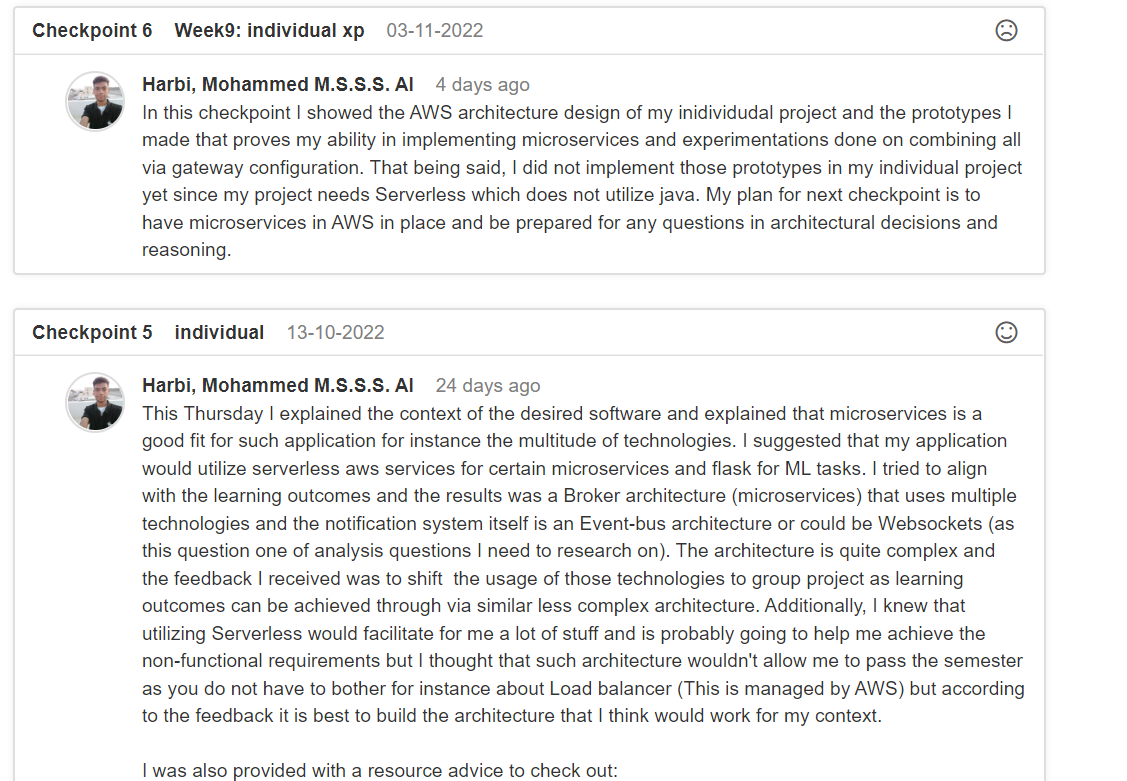 Checkpoint 6 Week9: individual xp 03-11-2022
Harbi, Mohammed M.S.S.S. Al 4 days ago
In this checkpoint I showed the AWS architecture design of my inidividudal project and the prototypes I
made that proves my ability in implementing microservices and experimentations done on combining all
via gateway configuration. That being said, I did not implement those prototypes in my individual project
yet since my project needs Serverless which does not utilize java. My plan for next checkpoint is to
have microservices in AWS in place and be prepared for any questions in architectural decisions and
reasoning.
Checkpoint 5 individual 13-10-2022
Harbi, Mohammed M.S.S.S. Al 24 days ago
This Thursday I explained the context of the desired software and explained that microservices is a
good fit for such application for instance the multitude of technologies. I suggested that my application
would utilize serverless aws services for certain microservices and flask for ML tasks. I tried to align
with the learning outcomes and the results was a Broker architecture (microservices) that uses multiple
technologies and the notification system itself is an Event-bus architecture or could be Websockets (as
this question one of analysis questions I need to research on). The architecture is quite complex and
the feedback I received was to shift  the usage of those technologies to group project as learning
outcomes can be achieved through via similar less complex architecture. Additionally, I knew that
utilizing Serverless would facilitate for me a lot of stuff and is probably going to help me achieve the
non-functional requirements but I thought that such architecture wouldn't allow me to pass the semester
as you do not have to bother for instance about Load balancer (This is managed by AWS) but according
to the feedback it is best to build the architecture that I think would work for my context.
I was also provided with a resource advice to check out: